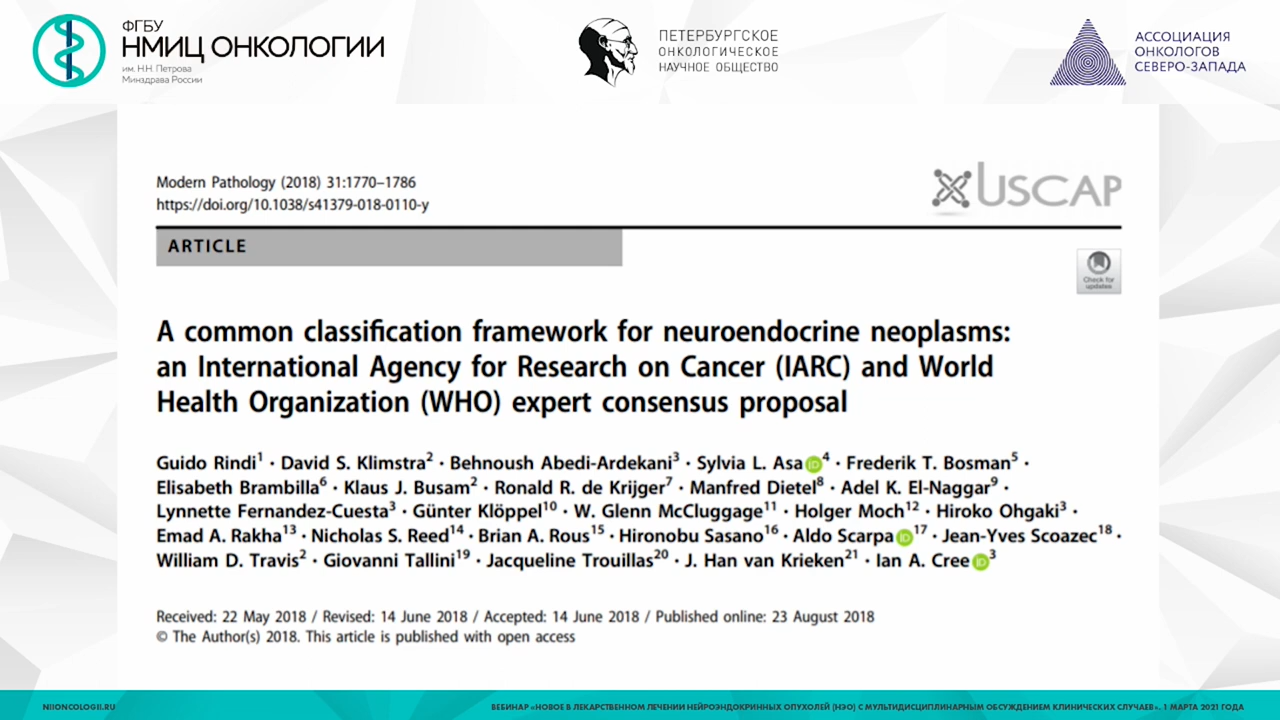 ФГБУ
НМИЦ ОНКОЛОГИИ
им. Н.Н. Петрова
Минздрава России
ПЕТЕРБУРГСКОЕ
ОНКОЛОГИЧЕСКОЕ
НАУЧНОЕ ОБЩЕСТВО
АССОЦИАЦИЯ
ОНКОЛОГОВ
СЕВЕРО-ЗАПАДА
Modern Pathology (2018) 31:1770–1786
https://doi.org/10.1038/s41379-018-0110-y
USCAP
ARTICLE
Check for
updates
A common classification framework for neuroendocrine neoplasms:
an International Agency for Research on Cancer (IARC) and World
Health Organization (WHO) expert consensus proposal
Guido Rindi¹ · David S. Klimstra² · Behnoush Abedi-Ardekani³ · Sylvia L. Asa iD⁴ · Frederik T. Bosman⁵ ·
Elisabeth Brambilla⁶ · Klaus J. Busam² · Ronald R. de Krijger⁷ · Manfred Dietel⁸ · Adel K. El-Naggar⁹ ·
Lynnette Fernandez-Cuesta³ · Günter Klöppel¹⁰ · W. Glenn McCluggage¹¹ · Holger Moch¹² · Hiroko Ohgaki³ ·
Emad A. Rakha¹³ · Nicholas S. Reed¹⁴ · Brian A. Rous¹⁵ · Hironobu Sasano¹⁶ · Aldo Scarpa iD¹⁷ · Jean-Yves Scoazec¹⁸ ·
William D. Travis² · Giovanni Tallini¹⁹ · Jacqueline Trouillas²⁰ · J. Han van Krieken²¹ · Ian A. Cree iD³
Received: 22 May 2018 / Revised: 14 June 2018 / Accepted: 14 June 2018 / Published online: 23 August 2018
© The Author(s) 2018. This article is published with open access
NIIONCOLOGII.RU
ВЕБИНАР «НОВОЕ В ЛЕКАРСТВЕННОМ ЛЕЧЕНИИ НЕЙРОЭНДОКРИННЫХ ОПУХОЛЕЙ (НЭО) С МУЛЬТИДИСЦИПЛИНАРНЫМ ОБСУЖДЕНИЕМ КЛИНИЧЕСКИХ СЛУЧАЕВ». 1 МАРТА 2021 ГОДА